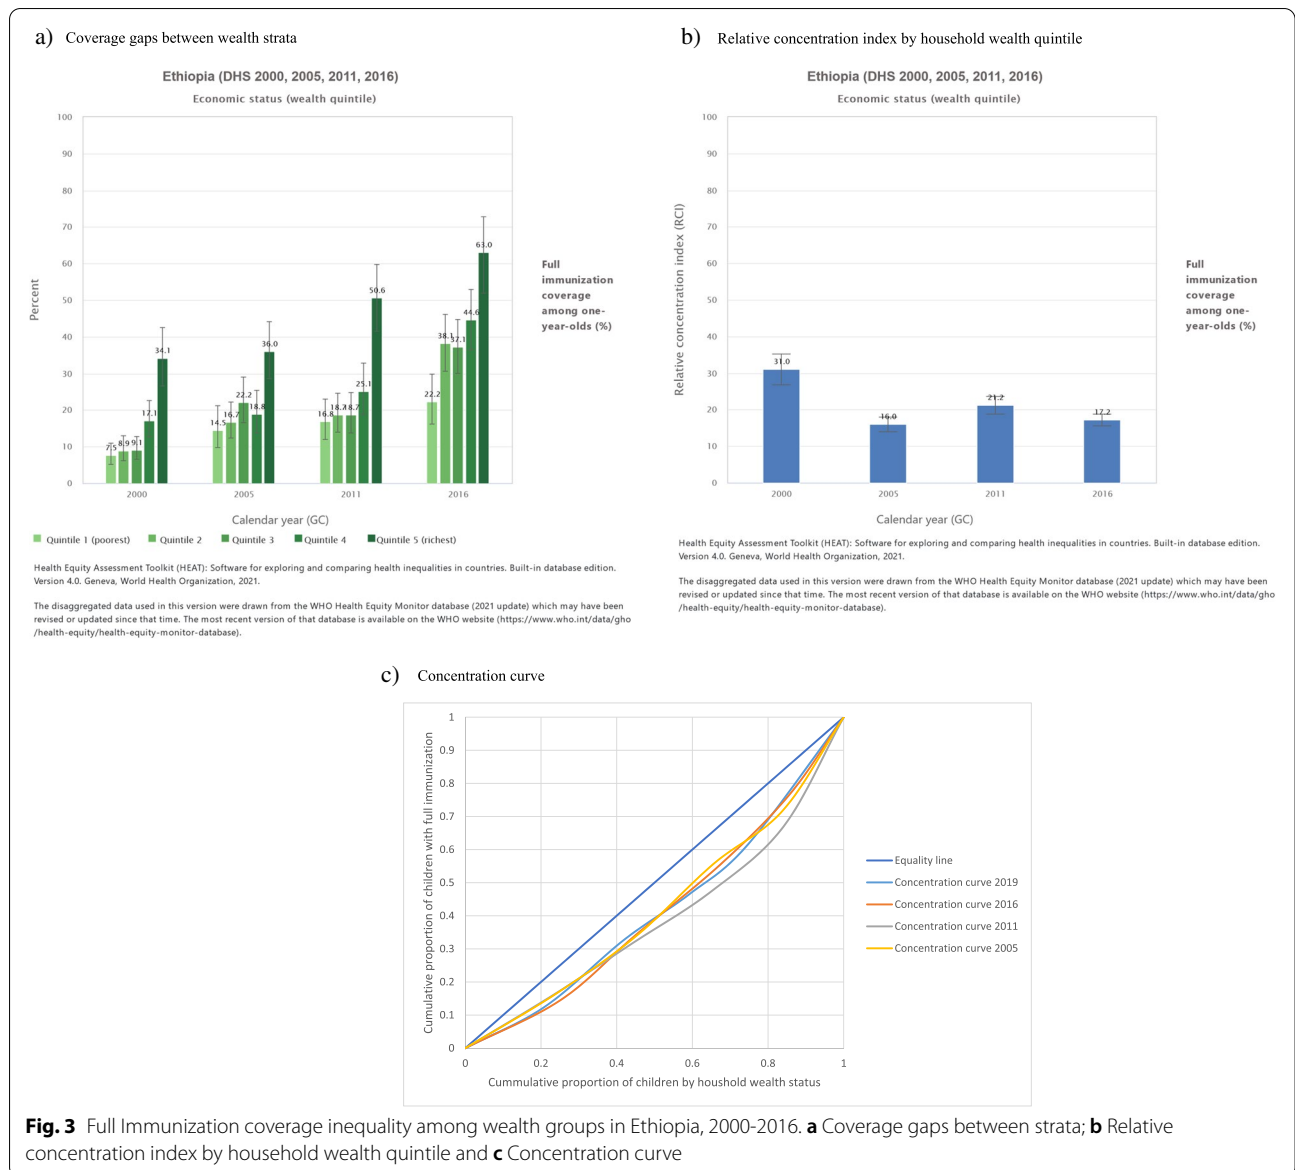 a) Coverage gaps between wealth strata
Ethiopia (DHS 2000, 2005, 2011, 2016)
Economic status (wealth quintile)
100
90
80
70
60
50
40
30
20
10
0
Percent
7.5
8.9
9.1
17.1
34.1
14.5
16.7
22.2
18.8
36.0
16.8
18.7
18.7
25.1
50.6
22.2
38.1
37.1
44.6
63.0
2000 2005 2011 2016
Calendar year (GC)
Full
immunization
coverage
among one-
year-olds (%)
Quintile 1 (poorest) Quintile 2 Quintile 3 Quintile 4 Quintile 5 (richest)
Health Equity Assessment Toolkit (HEAT): Software for exploring and comparing health inequalities in countries. Built-in database edition.
Version 4.0. Geneva, World Health Organization, 2021.
The disaggregated data used in this version were drawn from the WHO Health Equity Monitor database (2021 update) which may have been
revised or updated since that time. The most recent version of that database is available on the WHO website (https://www.who.int/data/gho
/health-equity/health-equity-monitor-database).
b) Relative concentration index by household wealth quintile
Ethiopia (DHS 2000, 2005, 2011, 2016)
Economic status (wealth quintile)
100
90
80
70
60
50
40
30
20
10
0
Relative concentration index (RCI)
31.0
16.0
21.2
17.2
2000 2005 2011 2016
Calendar year (GC)
Full
immunization
coverage
among one-
year-olds (%)
Health Equity Assessment Toolkit (HEAT): Software for exploring and comparing health inequalities in countries. Built-in database edition.
Version 4.0. Geneva, World Health Organization, 2021.
The disaggregated data used in this version were drawn from the WHO Health Equity Monitor database (2021 update) which may have been
revised or updated since that time. The most recent version of that database is available on the WHO website (https://www.who.int/data/gho
/health-equity/health-equity-monitor-database).
c) Concentration curve
1
0.9
0.8
0.7
0.6
0.5
0.4
0.3
0.2
0.1
0
Cumulative proportion of children with full immunization
0 0.2 0.4 0.6 0.8 1
Cummulative proportion of children by houshold wealth status
Equality line
Concentration curve 2019
Concentration curve 2016
Concentration curve 2011
Concentration curve 2005
Fig. 3 Full Immunization coverage inequality among wealth groups in Ethiopia, 2000-2016. a Coverage gaps between strata; b Relative
concentration index by household wealth quintile and c Concentration curve